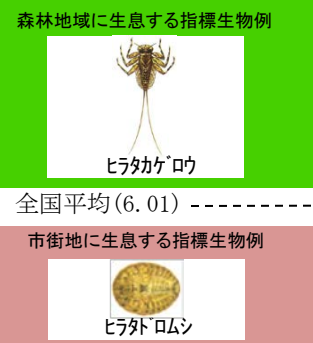 森林地域に生息する指標生物例
ヒラタカゲロウ
全国平均(6.01)
市街地に生息する指標生物例
ヒラタドロムシ